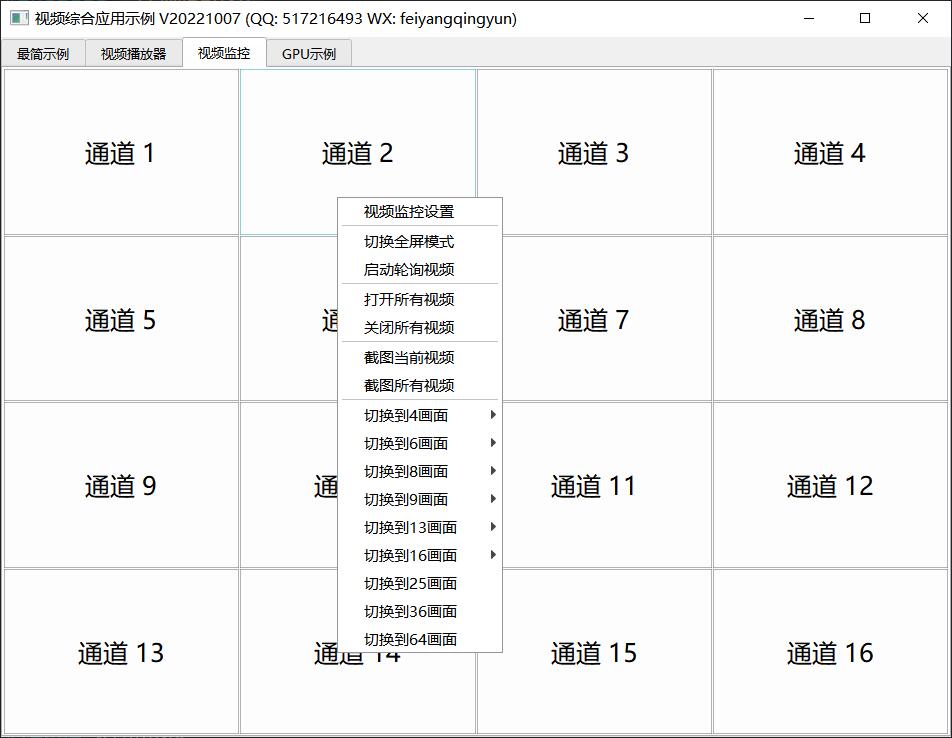 视频综合应用示例 V20221007 (QQ: 517216493 WX: feiyangqingyun)
最简示例 视频播放器 视频监控 GPU示例
通道 1 通道 2 通道 3 通道 4
视频监控设置
切换全屏模式
启动轮询视频
打开所有视频
关闭所有视频
截图当前视频
截图所有视频
切换到4画面
切换到6画面
切换到8画面
切换到9画面
切换到13画面
切换到16画面
切换到25画面
切换到36画面
切换到64画面
通道 5 通道 7 通道 8
通道 9 通道 11 通道 12
通道 13 通道 14 通道 15 通道 16